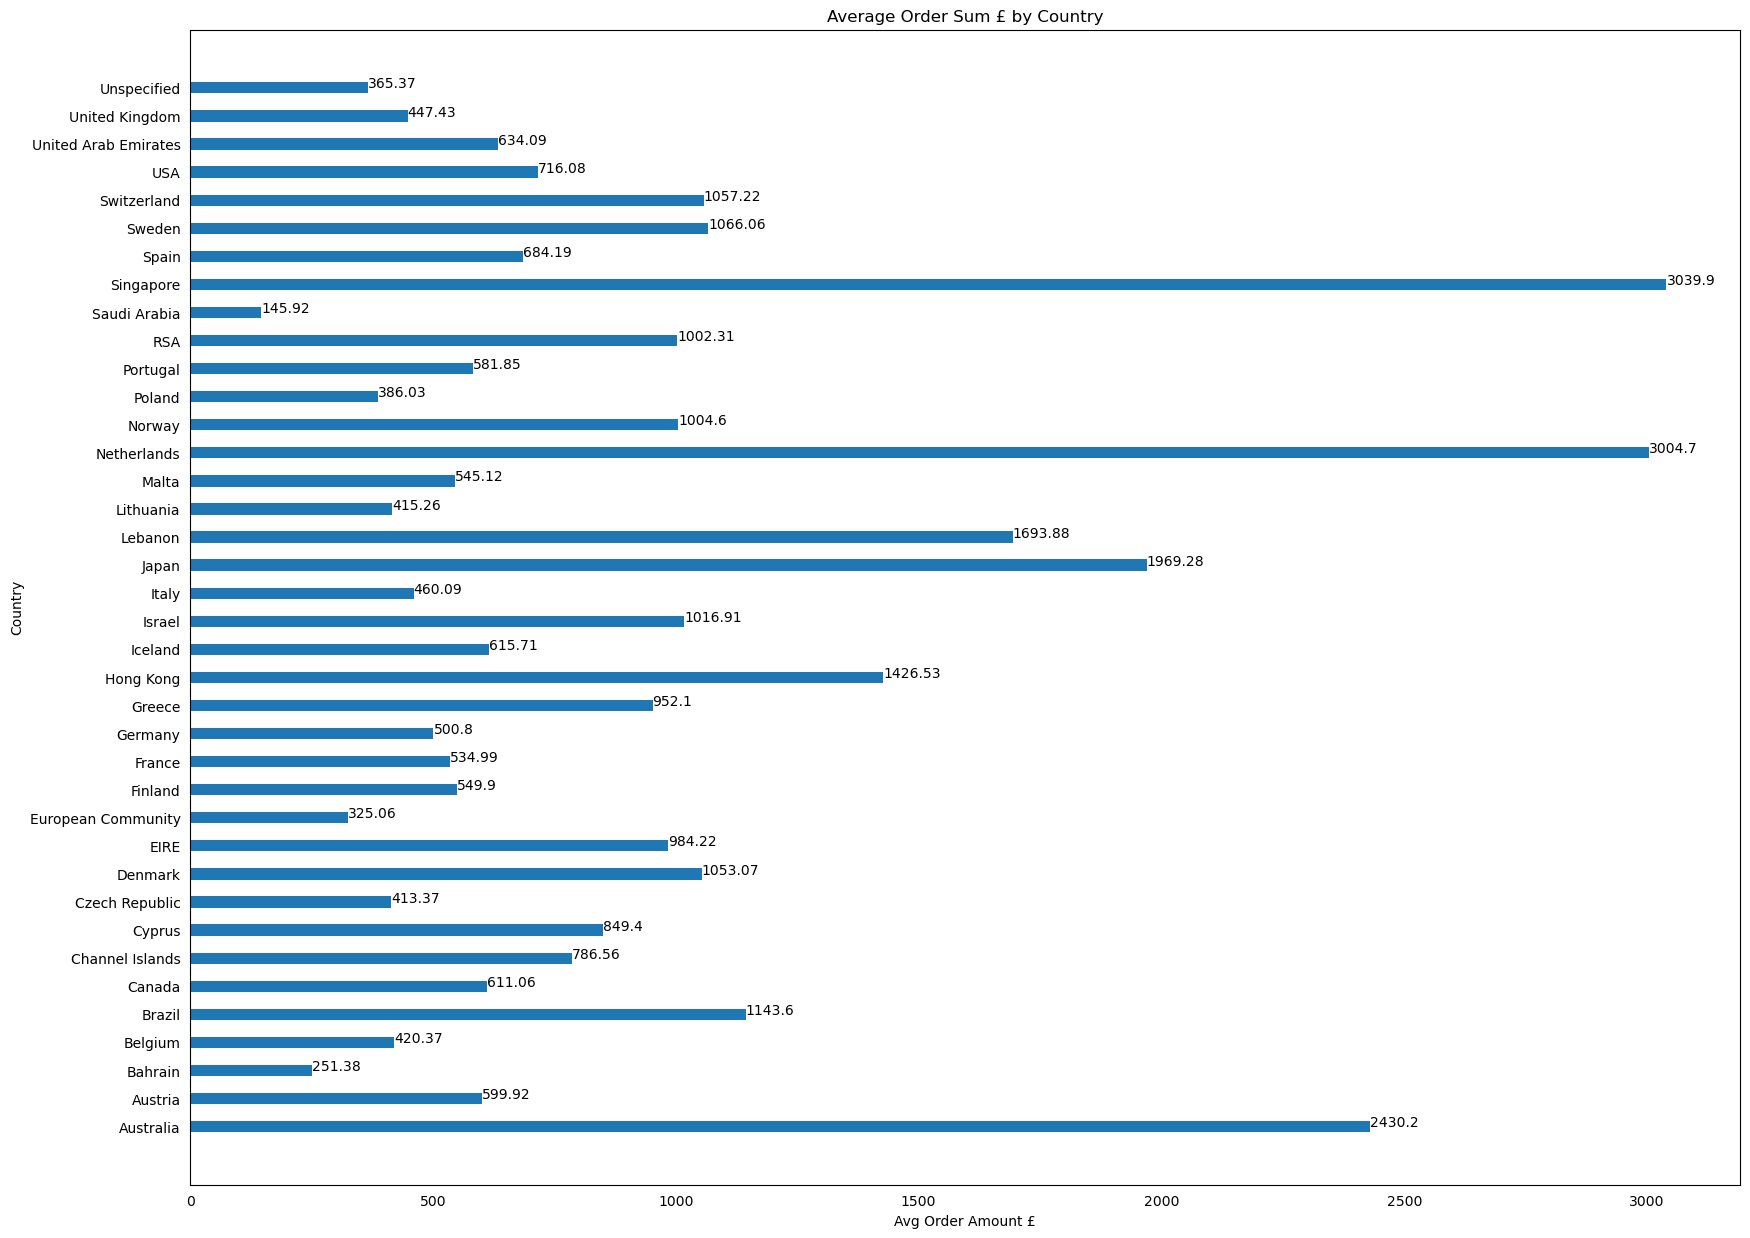 Average Order Sum £ by Country
Unspecified 365.37
United Kingdom 447.43
United Arab Emirates 634.09
USA 716.08
Switzerland 1057.22
Sweden 1066.06
Spain 684.19
Singapore 3039.9
Saudi Arabia 145.92
RSA 1002.31
Portugal 581.85
Poland 386.03
Norway 1004.6
Netherlands 3004.7
Malta 545.12
Lithuania 415.26
Lebanon 1693.88
Japan 1969.28
Italy 460.09
Israel 1016.91
Iceland 615.71
Hong Kong 1426.53
Greece 952.1
Germany 500.8
France 534.99
Finland 549.9
European Community 325.06
EIRE 984.22
Denmark 1053.07
Czech Republic 413.37
Cyprus 849.4
Channel Islands 786.56
Canada 611.06
Brazil 1143.6
Belgium 420.37
Bahrain 251.38
Austria 599.92
Australia 2430.2
Country
0 500 1000 1500 2000 2500 3000
Avg Order Amount £